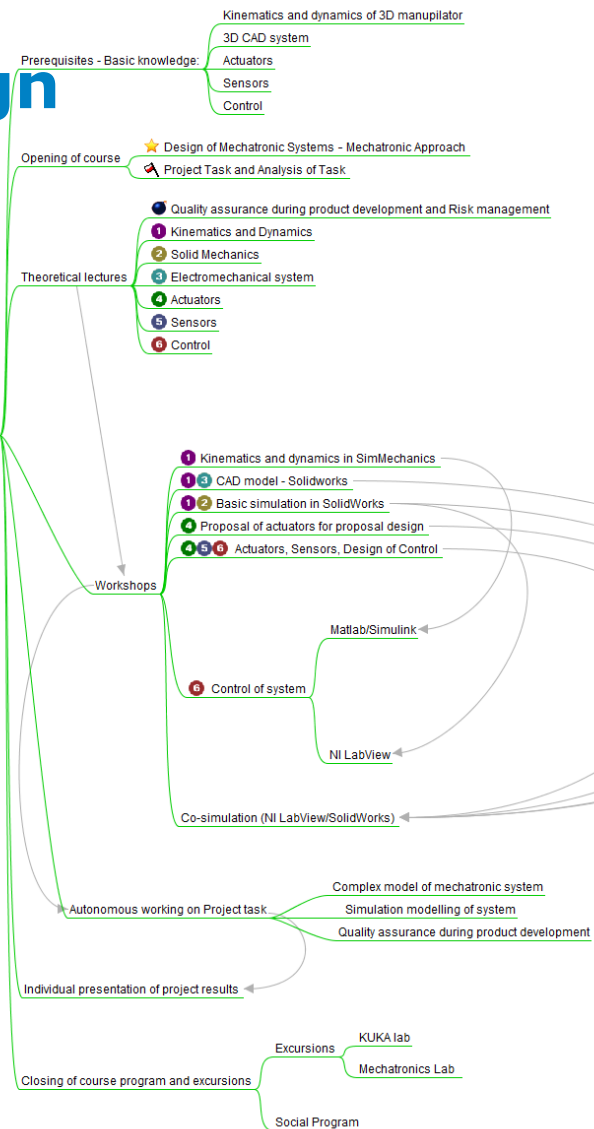 Kinematics and dynamics of 3D manupilator
3D CAD system
Prerequisites - Basic knowledge:
Actuators
Sensors
Control
gn
Opening of course
Design of Mechatronic Systems - Mechatronic Approach
Project Task and Analysis of Task
Theoretical lectures
Quality assurance during product development and Risk management
1 Kinematics and Dynamics
2 Solid Mechanics
3 Electromechanical system
4 Actuators
5 Sensors
6 Control
Workshops
1 Kinematics and dynamics in SimMechanics
1 3 CAD model - Solidworks
1 2 Basic simulation in SolidWorks
4 Proposal of actuators for proposal design
4 5 6 Actuators, Sensors, Design of Control
6 Control of system
Matlab/Simulink
NI LabView
Co-simulation (NI LabView/SolidWorks)
Autonomous working on Project task
Complex model of mechatronic system
Simulation modelling of system
Quality assurance during product development
Individual presentation of project results
Closing of course program and excursions
Excursions
KUKA lab
Mechatronics Lab
Social Program